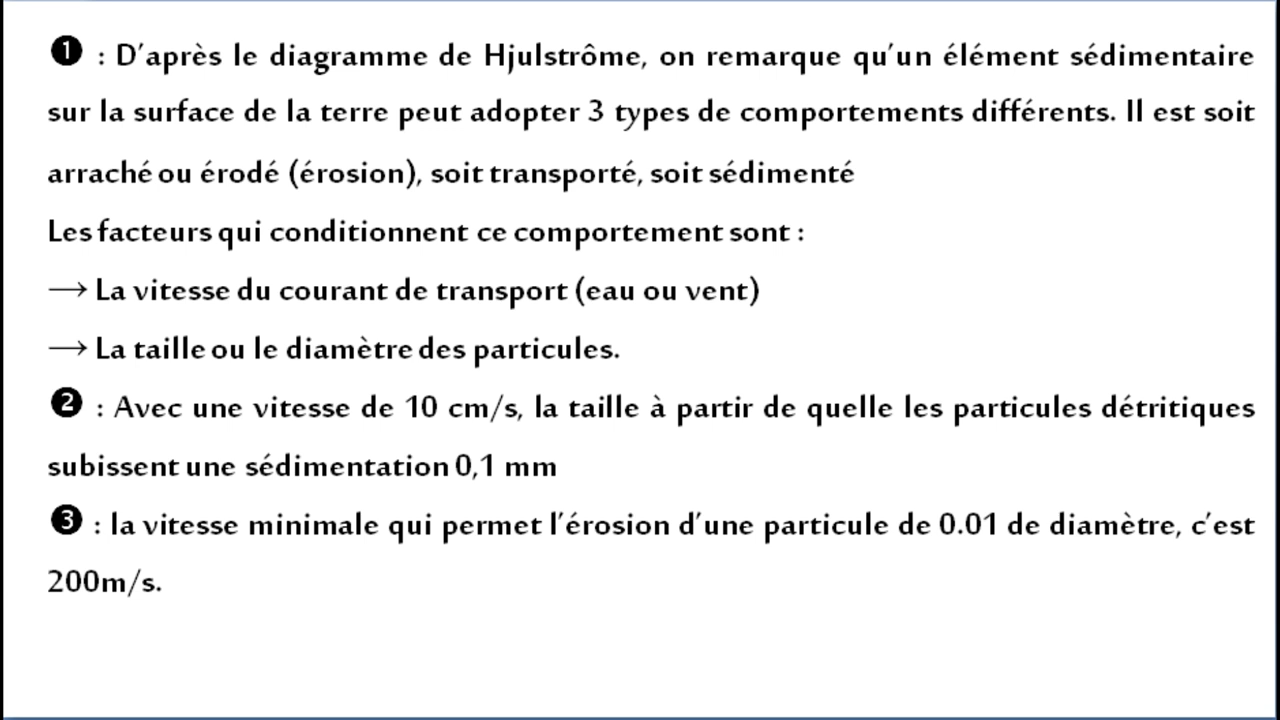 ❶ : D'après le diagramme de Hjulstrôme, on remarque qu'un élément sédimentaire
sur la surface de la terre peut adopter 3 types de comportements différents. Il est soit
arraché ou érodé (érosion), soit transporté, soit sédimenté
Les facteurs qui conditionnent ce comportement sont :
→ La vitesse du courant de transport (eau ou vent)
→ La taille ou le diamètre des particules.
❷ : Avec une vitesse de 10 cm/s, la taille à partir de quelle les particules détritiques
subissent une sédimentation 0,1 mm
❸ : la vitesse minimale qui permet l'érosion d'une particule de 0.01 de diamètre, c'est
200m/s.